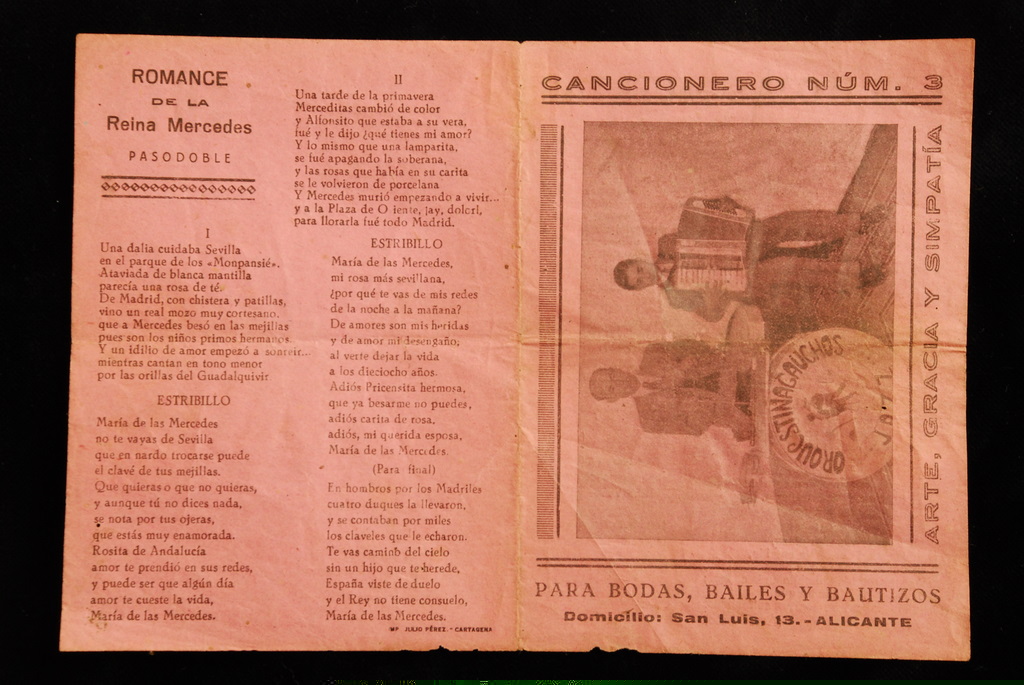 ROMANCE
DE LA
Reina Mercedes
PASODOBLE
I
Una dalia cuidaba Sevilla
en el parque de los «Monpansié».
Ataviada de blanca mantilla
parecía una rosa de té.
De Madrid, con chistera y patillas,
vino un real mozo muy cortesano,
que a Mercedes besó en las mejillas
pues son los niños primos hermanos.
Y un idilio de amor empezó a sonreir...
mientras cantan en tono menor
por las orillas del Guadalquivir
ESTRIBILLO
María de las Mercedes
no te vayas de Sevilla
que en nardo trocarse puede
el clavé de tus mejillas.
Que quieras o que no quieras,
y aunque tú no dices nada,
se nota por tus ojeras,
que estás muy enamorada.
Rosita de Andalucía
amor te prendió en sus redes,
y puede ser que algún día
amor te cueste la vida,
María de las Mercedes.
II
Una tarde de la primavera
Merceditas cambió de color
y Alfonsito que estaba a su vera,
fué y le dijo ¿qué tienes mi amor?
Y lo mismo que una lamparita,
se fué apagando la soberana,
y las rosas que había en su carita
se le volvieron de porcelana
Y Mercedes murió empezando a vivir...
y a la Plaza de O iente, ¡ay, dolor!,
para llorarla fué todo Madrid.
ESTRIBILLO
María de las Mercedes,
mi rosa más sevillana,
¿por qué te vas de mis redes
de la noche a la mañana?
De amores son mis heridas
y de amor mi desengaño,
al verte dejar la vida
a los dieciocho años.
Adiós Pricensita hermosa,
que ya besarme no puedes,
adiós carita de rosa,
adiós, mi querida esposa,
María de las Mercedes.
(Para final)
En hombros por los Madriles
cuatro duques la llevaron,
y se contaban por miles
los claveles que le echaron.
Te vas camino del cielo
sin un hijo que te herede,
España viste de duelo
y el Rey no tiene consuelo,
María de las Mercedes.
IMP. JULIO PÉREZ. - CARTAGENA
CANCIONERO NÚM. 3
ORQUESTINA GAUCHOS
JAZZ
ARTE, GRACIA Y SIMPATÍA
PARA BODAS, BAILES Y BAUTIZOS
Domicilio: San Luis, 13. - ALICANTE